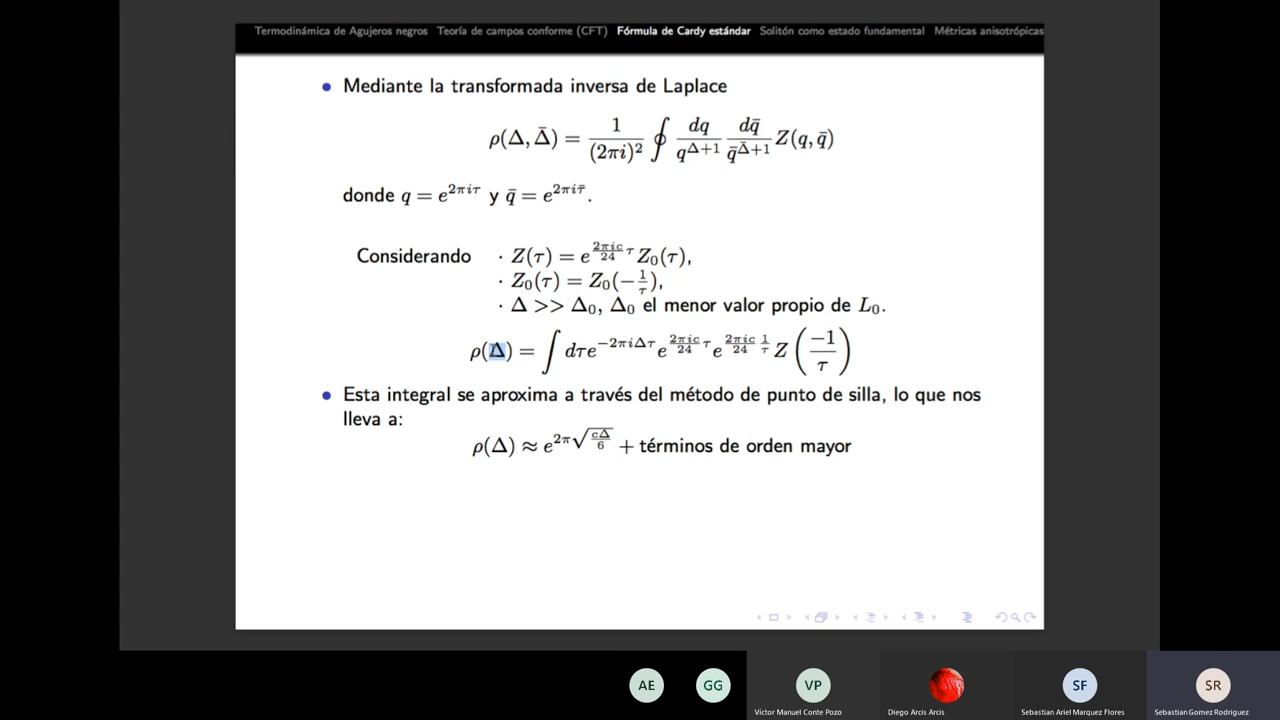 Termodinámica de Agujeros negros Teoría de campos conforme (CFT) Fórmula de Cardy estándar Solitón como estado fundamental Métricas anisotrópicas
• Mediante la transformada inversa de Laplace
ρ(Δ, Δ̄) = 1/(2πi)² ∮ dq/q^{Δ+1} dq̄/q̄^{Δ̄+1} Z(q, q̄)
donde q = e^{2πiτ} y q̄ = e^{2πiτ̄}.
Considerando · Z(τ) = e^{(2πic/24)τ} Z₀(τ),
· Z₀(τ) = Z₀(−1/τ),
· Δ >> Δ₀, Δ₀ el menor valor propio de L₀.
ρ(Δ) = ∫ dτe^{−2πiΔτ} e^{(2πic/24)τ} e^{(2πic/24)(1/τ)} Z(−1/τ)
• Esta integral se aproxima a través del método de punto de silla, lo que nos
lleva a:
ρ(Δ) ≈ e^{2π√(cΔ/6)} + términos de orden mayor
AE GG VP SF SR
Víctor Manuel Conte Pozo Diego Arcis Arcis Sebastian Ariel Marquez Flores Sebastian Gomez Rodriguez